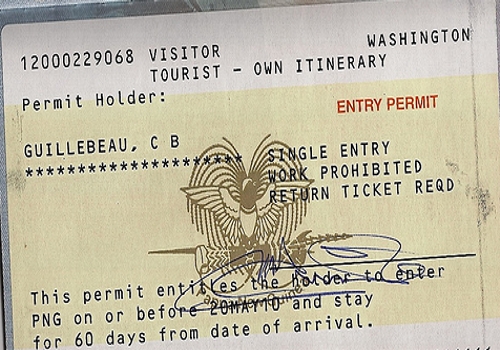 12000229068 VISITOR WASHINGTON
TOURIST - OWN ITINERARY
Permit Holder:
ENTRY PERMIT
GUILLEBEAU, C B
********************* SINGLE ENTRY
WORK PROHIBITED
RETURN TICKET REQD
This permit entitles the holder to enter
PNG on or before 20MAY10 and stay
for 60 days from date of arrival.